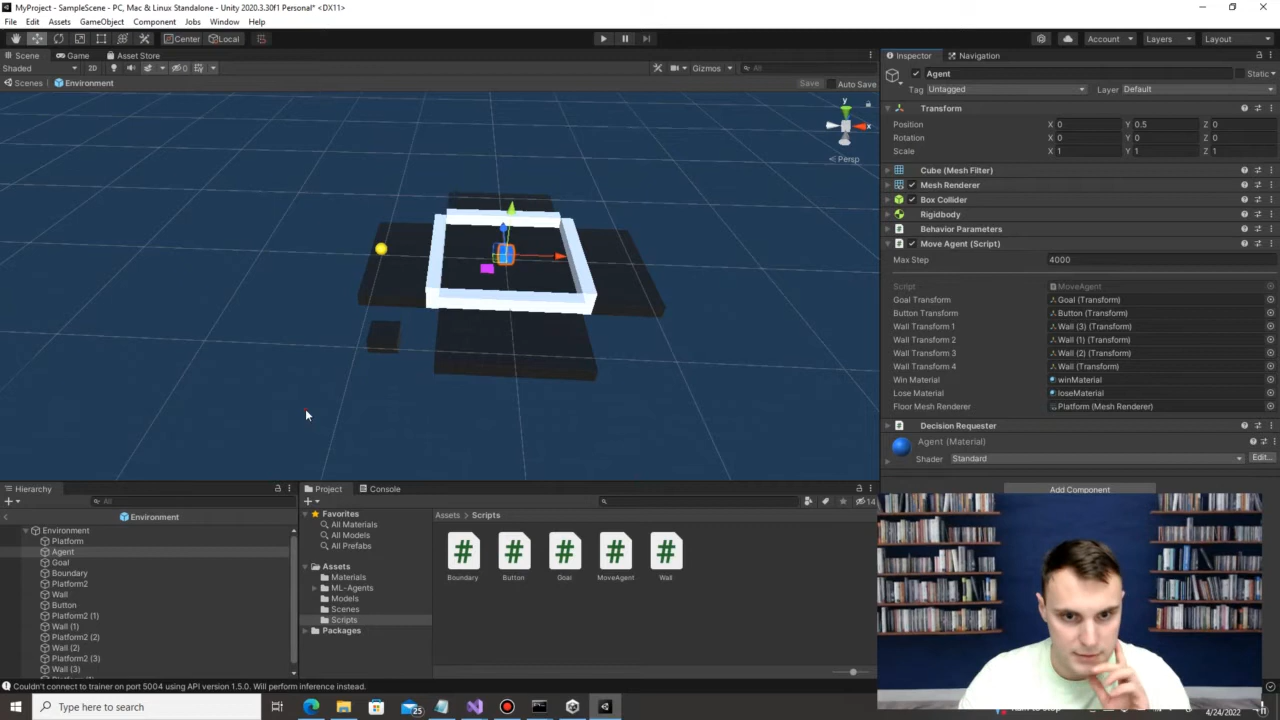 MyProject - SampleScene - PC, Mac & Linux Standalone - Unity 2020.3.30f1 Personal* <DX11>
File Edit Assets GameObject Component Jobs Window Help
Center Local Account Layers Layout
Scene Game Asset Store
Shaded 2D 0 Gizmos All
Scenes Environment Save Auto Save
y
x
Persp
Inspector Navigation
Agent Static
Tag Untagged Layer Default
Transform
Position X 0 Y 0.5 Z 0
Rotation X 0 Y 0 Z 0
Scale X 1 Y 1 Z 1
Cube (Mesh Filter)
Mesh Renderer
Box Collider
Rigidbody
# Behavior Parameters
# Move Agent (Script)
Max Step 4000
Script MoveAgent
Goal Transform Goal (Transform)
Button Transform Button (Transform)
Wall Transform 1 Wall (3) (Transform)
Wall Transform 2 Wall (1) (Transform)
Wall Transform 3 Wall (2) (Transform)
Wall Transform 4 Wall (Transform)
Win Material winMaterial
Lose Material loseMaterial
Floor Mesh Renderer Platform (Mesh Renderer)
# Decision Requester
Agent (Material)
Shader Standard Edit...
Add Component
Hierarchy
All
Environment
Environment
Platform
Agent
Goal
Boundary
Platform2
Wall
Button
Platform2 (1)
Wall (1)
Platform2 (2)
Wall (2)
Platform2 (3)
Wall (3)
Project Console
14
Favorites
All Materials
All Models
All Prefabs
Assets
Materials
ML-Agents
Models
Scenes
Scripts
Packages
Assets > Scripts
# # # # #
Boundary Button Goal MoveAgent Wall
Couldn't connect to trainer on port 5004 using API version 1.5.0. Will perform inference instead.
Type here to search
25
4/24/2022